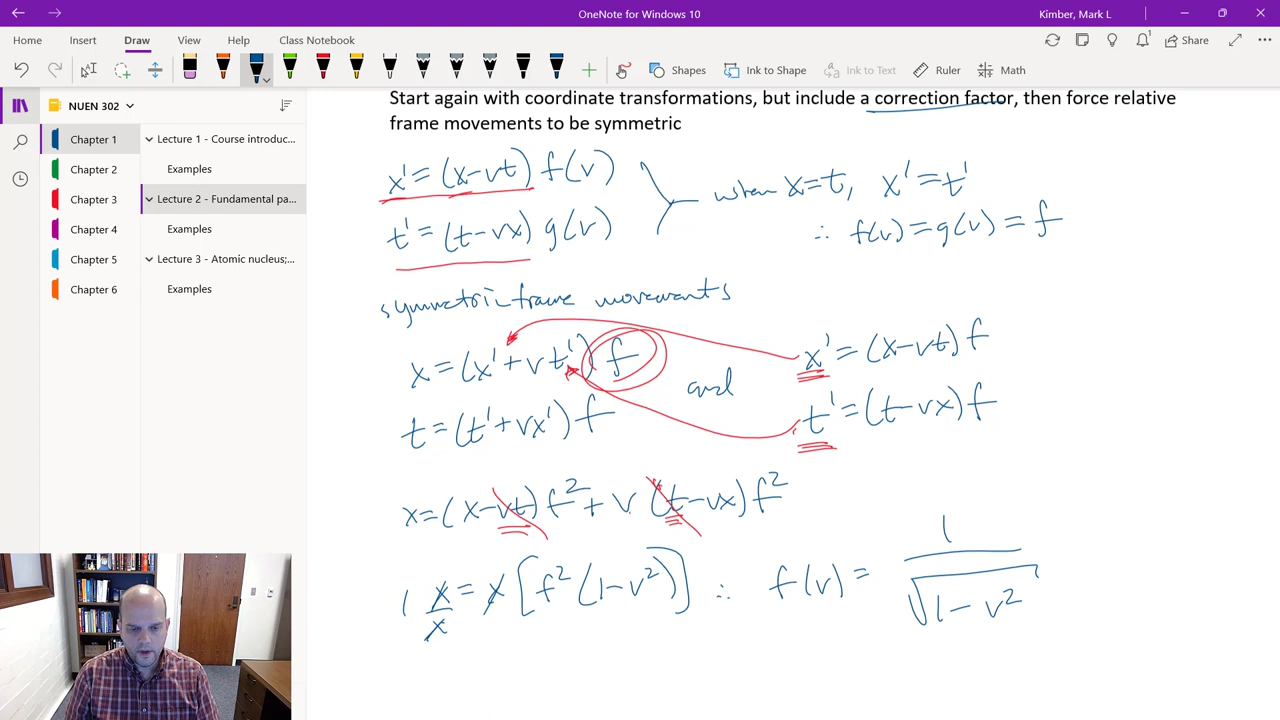 OneNote for Windows 10
Kimber, Mark L
Home Insert Draw View Help Class Notebook
Share
Shapes Ink to Shape Ink to Text Ruler Math
NUEN 302
Chapter 1
Chapter 2
Chapter 3
Chapter 4
Chapter 5
Chapter 6
Lecture 1 - Course introduc...
Examples
Lecture 2 - Fundamental pa...
Examples
Lecture 3 - Atomic nucleus;...
Examples
Start again with coordinate transformations, but include a correction factor, then force relative
frame movements to be symmetric
x' = (x-vt) f(v)
t' = (t-vx) g(v)
when x=t, x'=t'
∴ f(v)=g(v)=f
symmetric frame movements
x=(x'+vt')f
t=(t'+vx')f
and
x'=(x-vt)f
t'=(t-vx)f
x=(x-vt)f²+v(t-vx)f²
1 x/x = x[f²(1-v²)] ∴ f(v)= 1/√(1-v²)